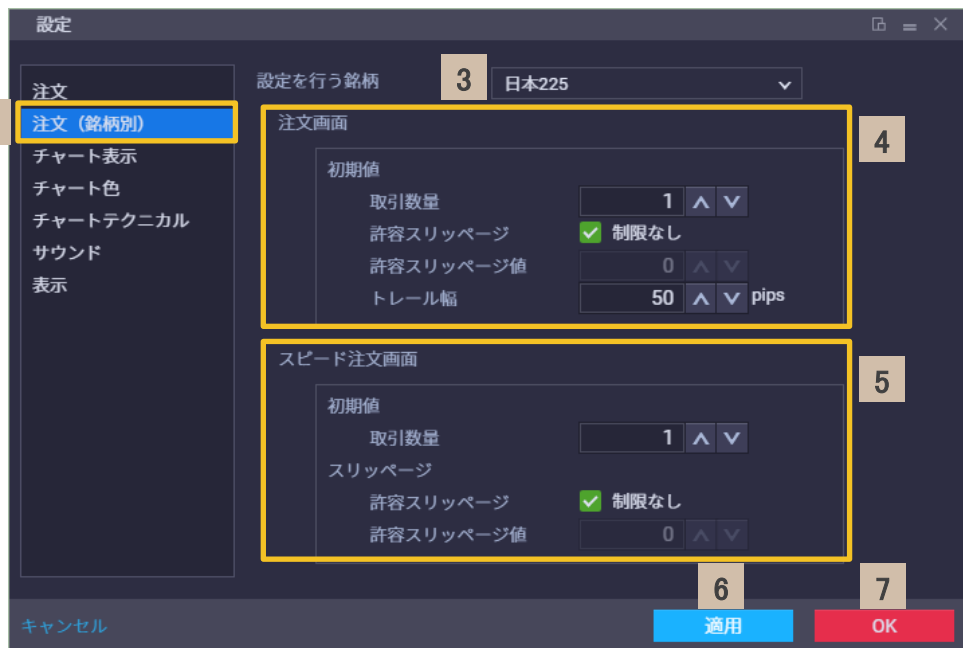 設定
注文
注文（銘柄別）
チャート表示
チャート色
チャートテクニカル
サウンド
表示
設定を行う銘柄 3 日本225
注文画面 4
初期値
取引数量 1
許容スリッページ 制限なし
許容スリッページ値 0
トレール幅 50 pips
スピード注文画面
5
初期値
取引数量 1
スリッページ
許容スリッページ 制限なし
許容スリッページ値 0
6 7
キャンセル 適用 OK